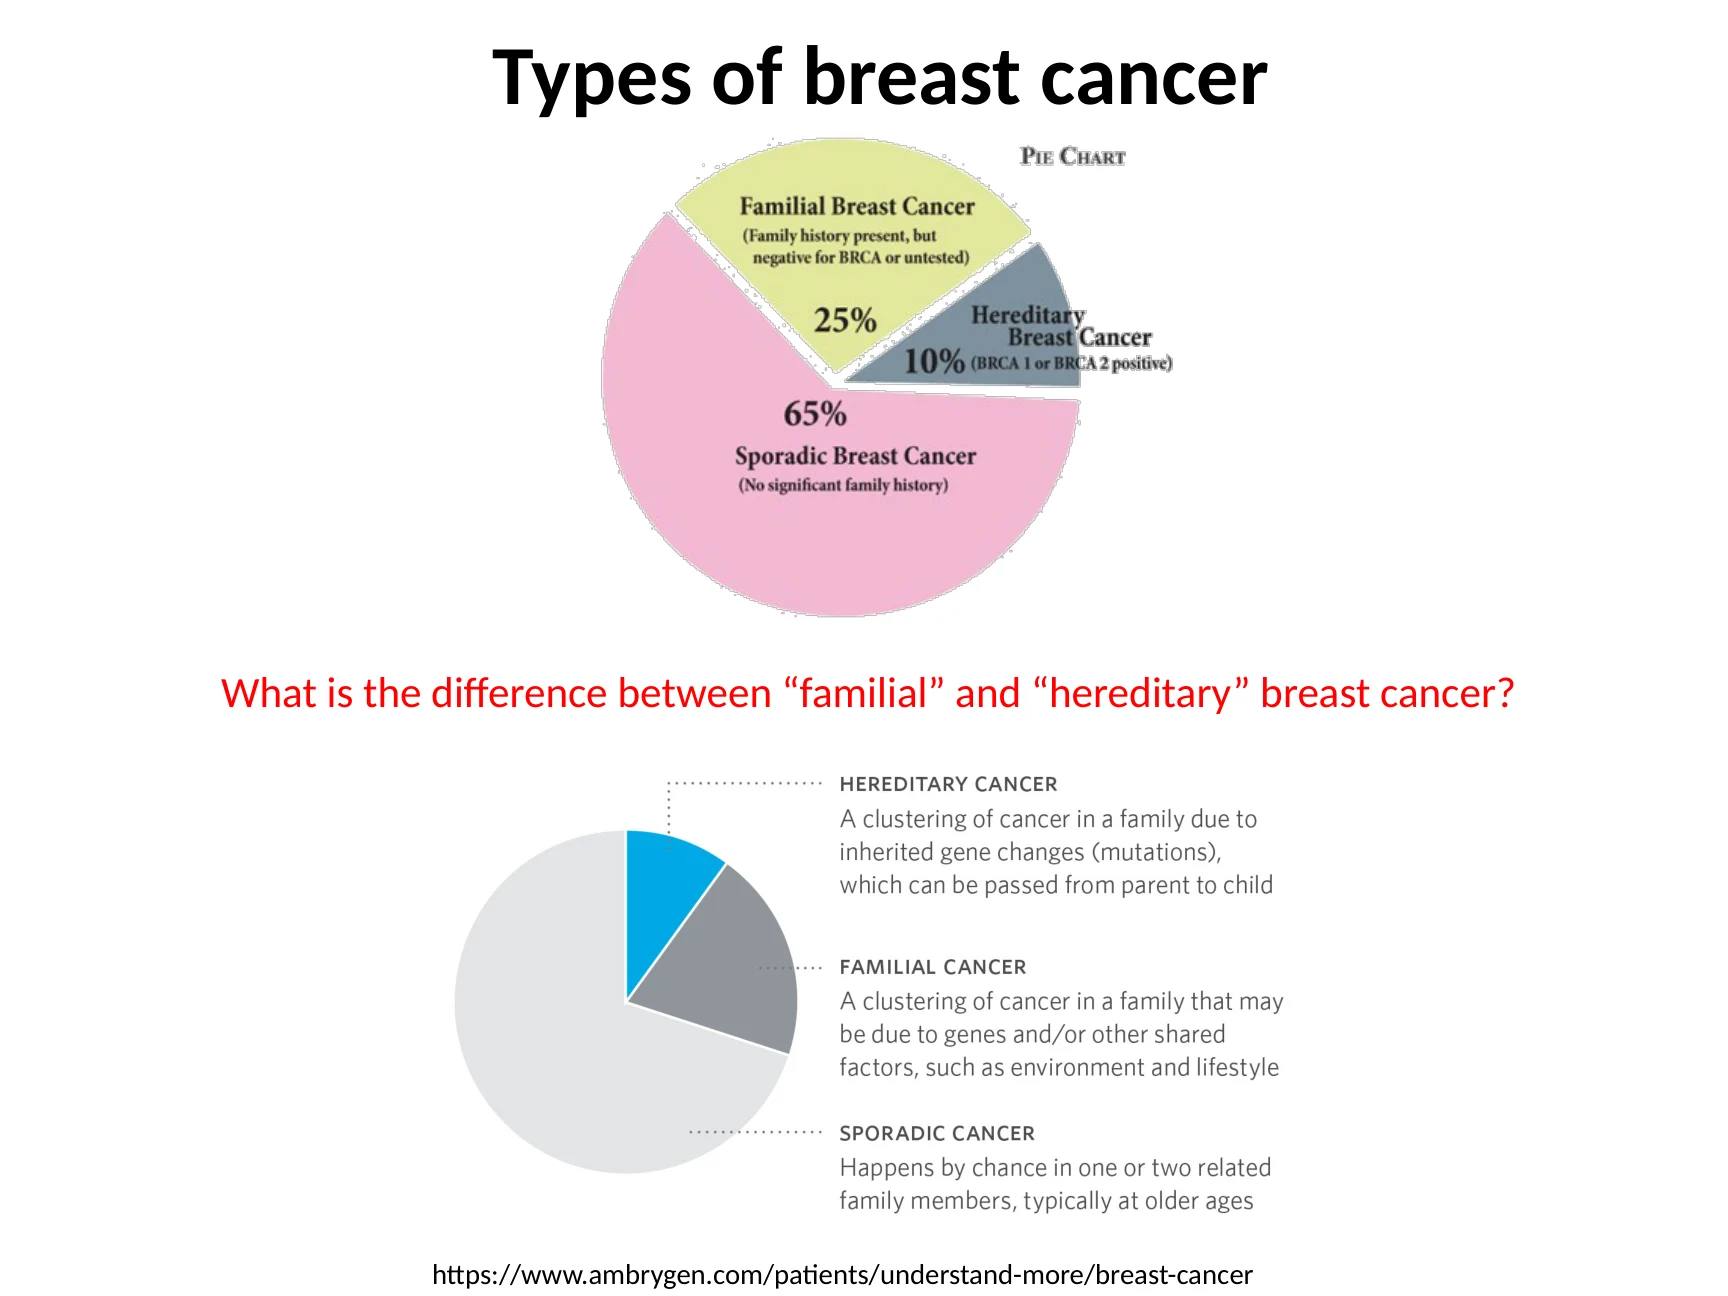 Types of breast cancer
PIE CHART
Familial Breast Cancer
(Family history present, but
negative for BRCA or untested)
25%
Hereditary
Breast Cancer
10% (BRCA 1 or BRCA 2 positive)
65%
Sporadic Breast Cancer
(No significant family history)
What is the difference between “familial” and “hereditary” breast cancer?
HEREDITARY CANCER
A clustering of cancer in a family due to
inherited gene changes (mutations),
which can be passed from parent to child
FAMILIAL CANCER
A clustering of cancer in a family that may
be due to genes and/or other shared
factors, such as environment and lifestyle
SPORADIC CANCER
Happens by chance in one or two related
family members, typically at older ages
https://www.ambrygen.com/patients/understand-more/breast-cancer